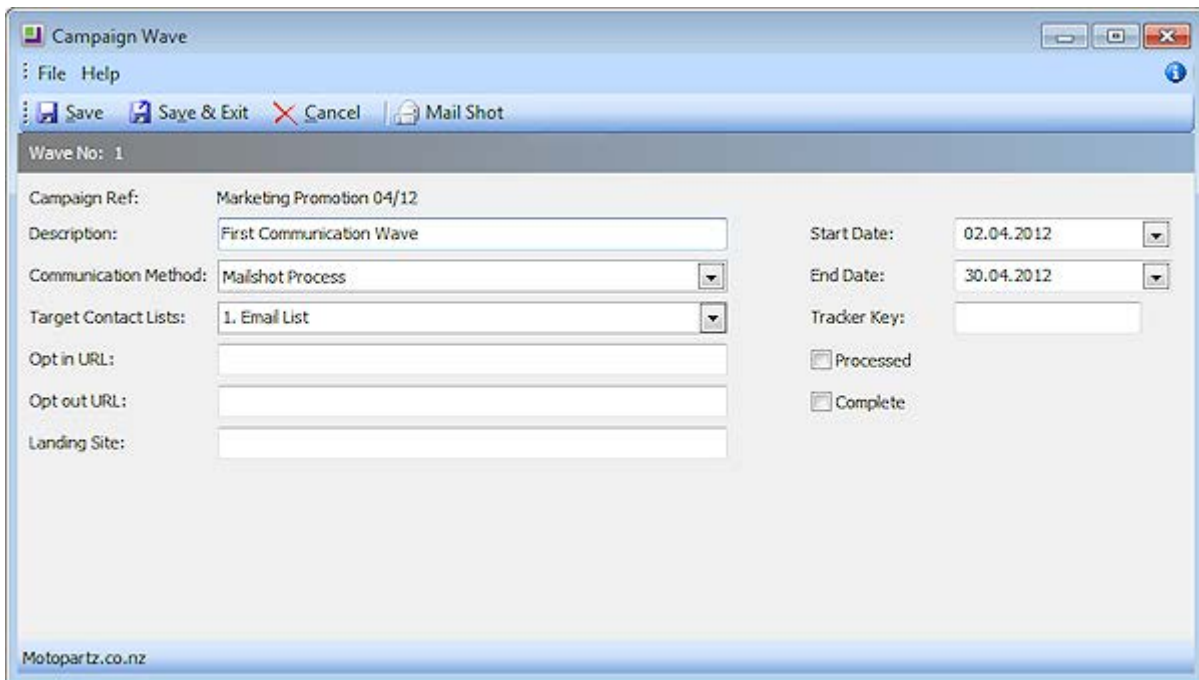 Campaign Wave
File Help
Save Save & Exit Cancel Mail Shot
Wave No: 1
Campaign Ref: Marketing Promotion 04/12
Description: First Communication Wave Start Date: 02.04.2012
Communication Method: Mailshot Process End Date: 30.04.2012
Target Contact Lists: 1. Email List Tracker Key:
Opt in URL: Processed
Opt out URL: Complete
Landing Site:
Motopartz.co.nz